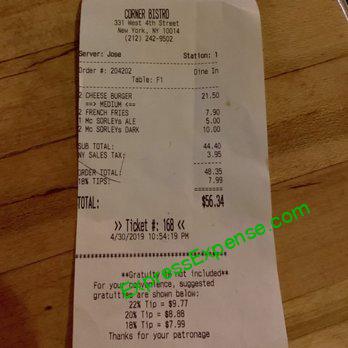 CORNER BISTRO
331 West 4th Street
New York, NY 10014
(212) 242-9502
Server: Jose Station: 1
Order #: 204202 Dine In
Table: F1
2 CHEESE BURGER 21.50
==> MEDIUM <==
2 FRENCH FRIES 7.90
1 Mc SORLEYs ALE 5.00
2 Mc SORLEYs DARK 10.00
SUB TOTAL: 44.40
NY SALES TAX: 3.95
ORDER TOTAL: 48.35
18% TIPS: 7.99
TOTAL: $56.34
>> Ticket #: 168 <<
4/30/2019 10:54:19 PM
**Gratuity is not included**
For your convenience, suggested
gratuities are shown below:
22% Tip = $9.77
20% Tip = $8.88
18% Tip = $7.99
Thanks for your patronage
ExpressExpense.com